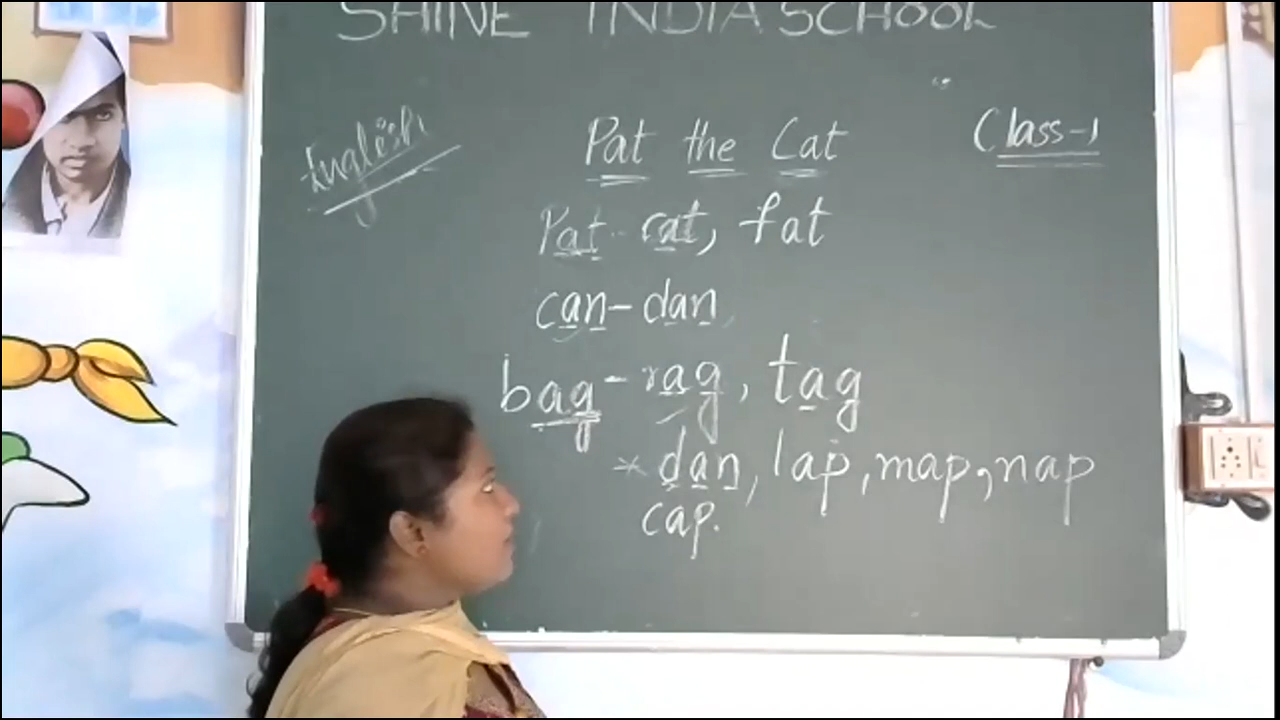 SHINE INDIA SCHOOL
English
Pat the Cat
Class-1
Pat - cat, fat
can - dan,
bag - rag, tag
* dan, lap, map, nap
cap.